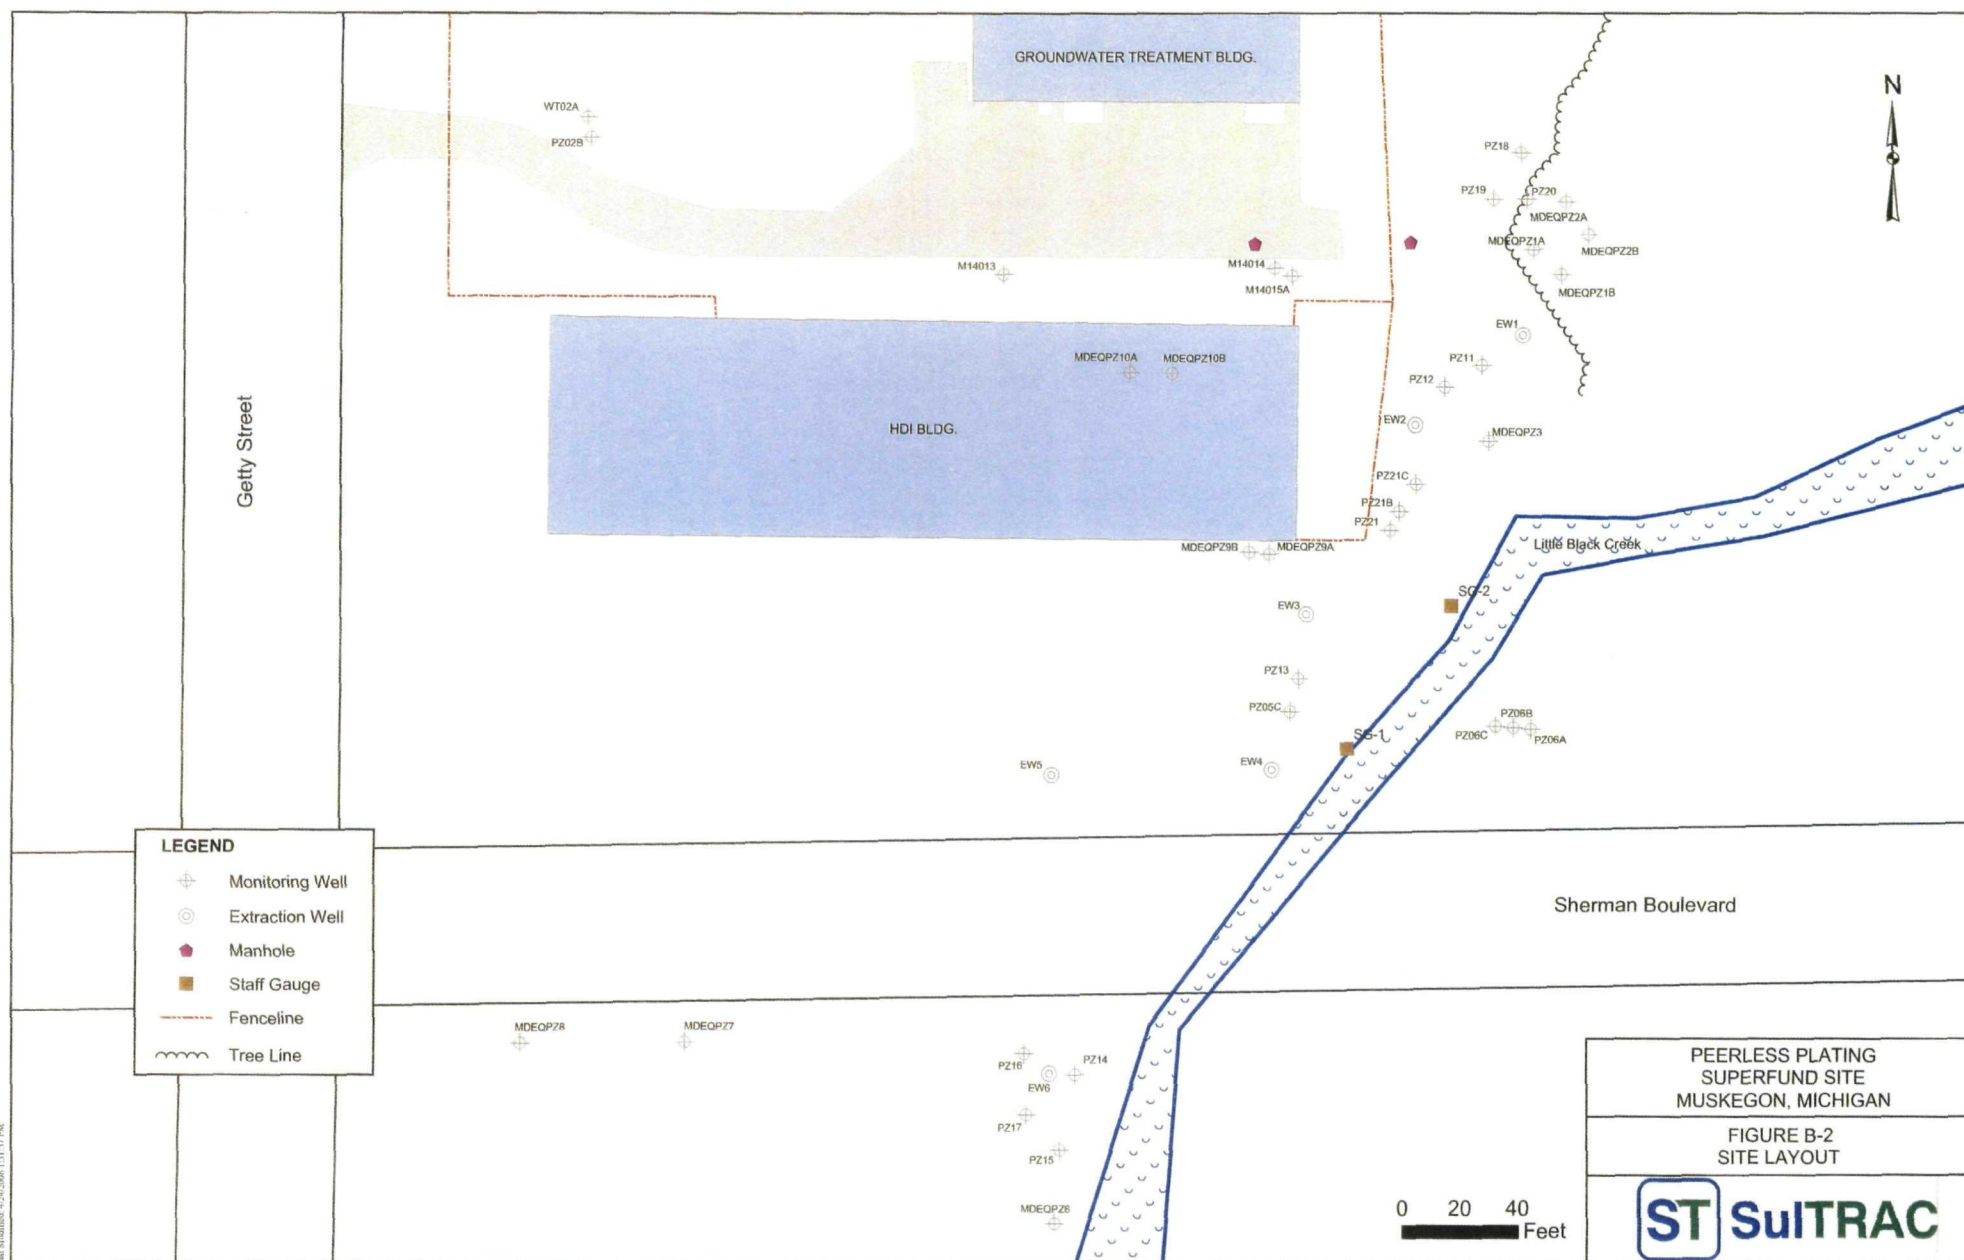 GROUNDWATER TREATMENT BLDG.
N
WT02A
PZ02B
PZ18
PZ19
PZ20
MDEQPZ2A
MDEQPZ1A
MDEQPZ2B
MDEQPZ1B
M14013
M14014
M14015A
EW1
MDEQPZ10A
MDEQPZ10B
PZ11
PZ12
Getty Street
HDI BLDG.
EW2
MDEQPZ3
PZ21C
PZ21B
PZ21
MDEQPZ9B
MDEQPZ9A
Little Black Creek
SG-2
EW3
PZ13
PZ05C
SG-1
PZ06B
PZ06C
PZ06A
EW5
EW4
LEGEND
Monitoring Well
Extraction Well
Manhole
Staff Gauge
Fenceline
Tree Line
Sherman Boulevard
MDEQPZ8
MDEQPZ7
PZ16
PZ14
EW6
PZ17
PZ15
MDEQPZ6
0 20 40
Feet
PEERLESS PLATING
SUPERFUND SITE
MUSKEGON, MICHIGAN
FIGURE B-2
SITE LAYOUT
ST SulTRAC